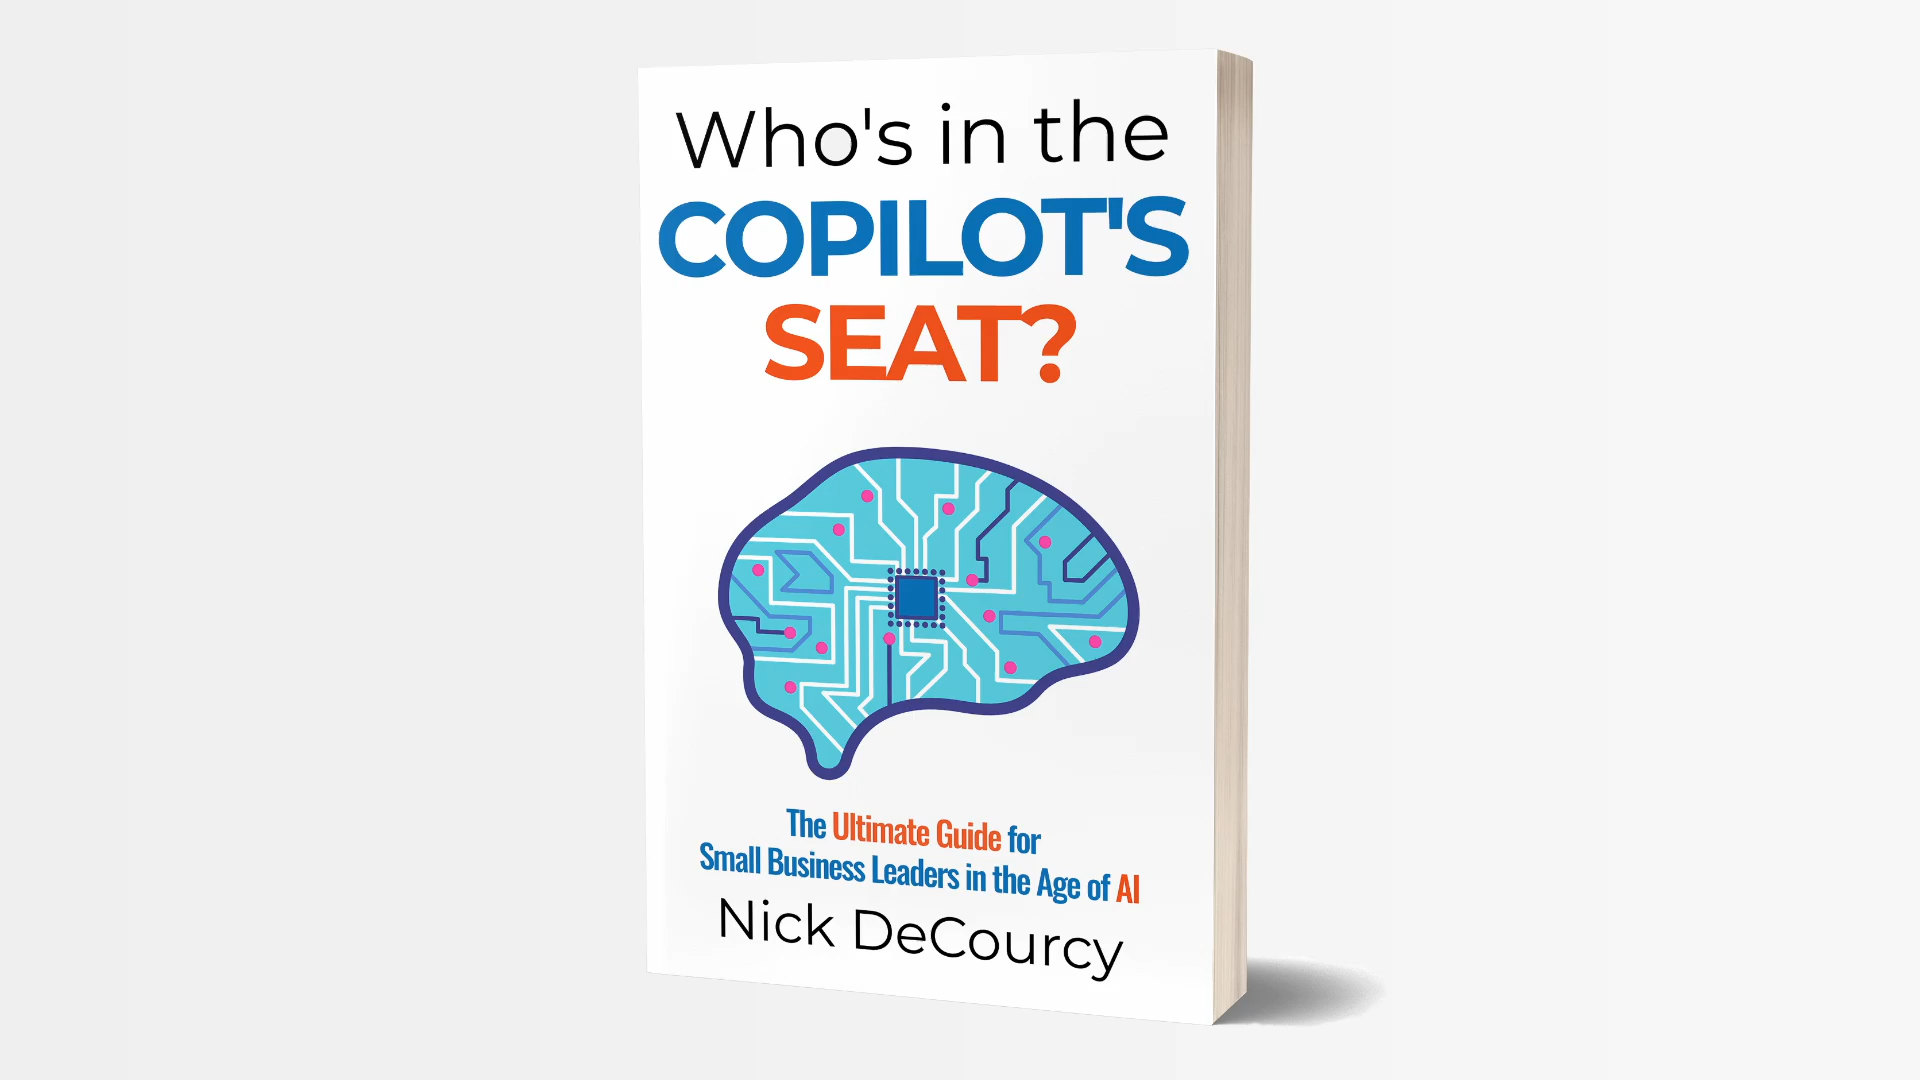 Who's in the
COPILOT'S
SEAT?
The Ultimate Guide for
Small Business Leaders in the Age of AI
Nick DeCourcy